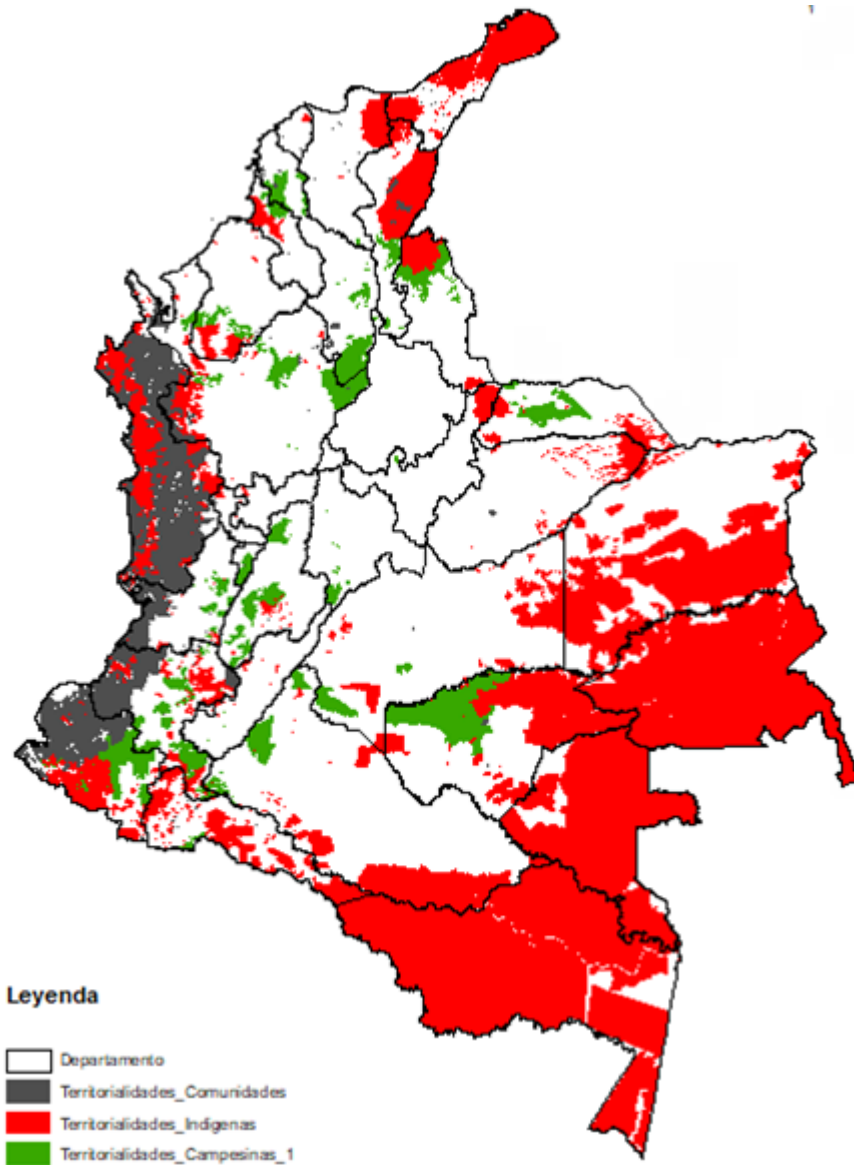 Leyenda
Departamento
Territorialidades_Comunidades
Territorialidades_Indigenas
Territorialidades_Campesinas_1